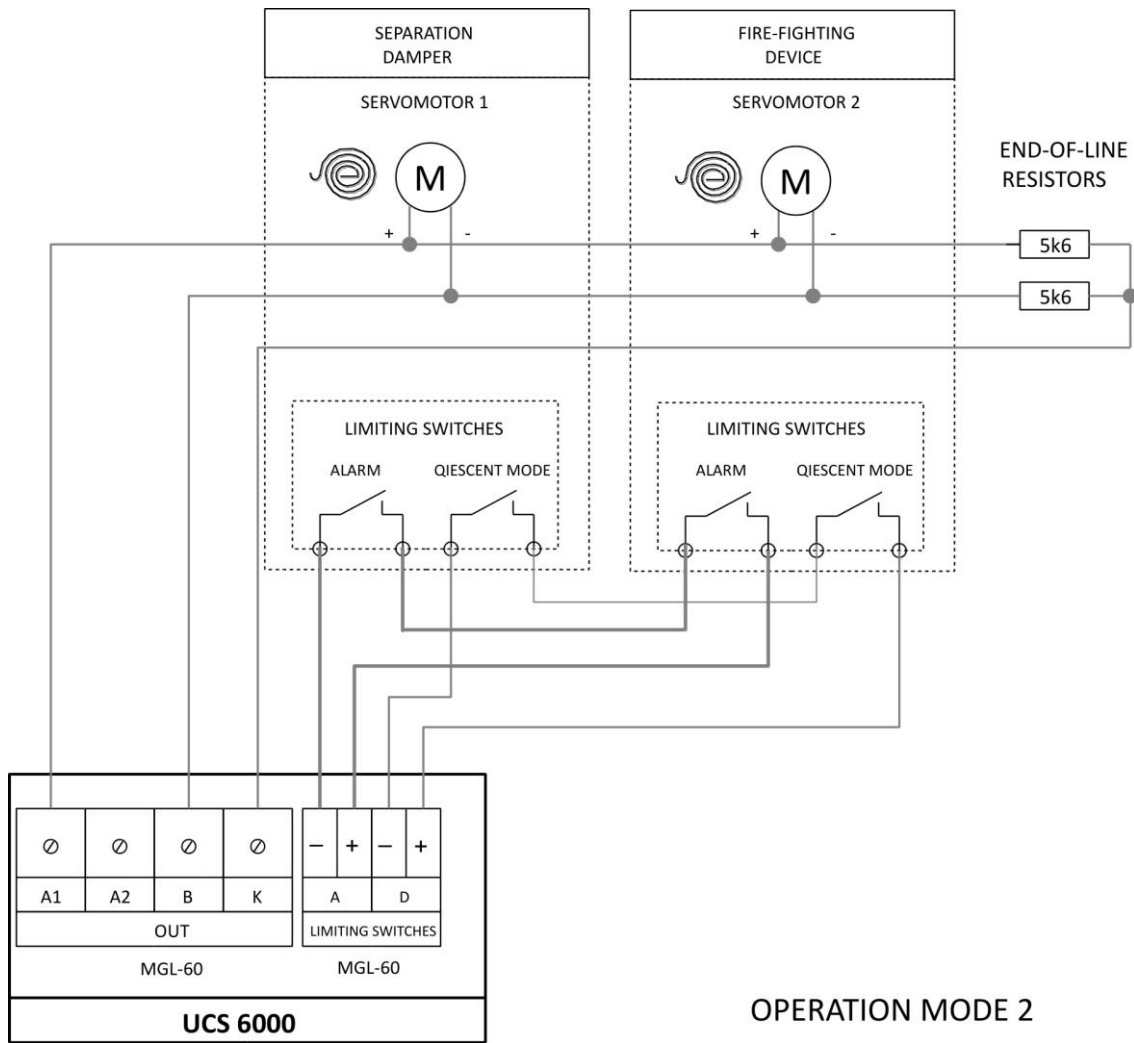 SEPARATION
DAMPER
FIRE-FIGHTING
DEVICE
SERVOMOTOR 1
SERVOMOTOR 2
END-OF-LINE
RESISTORS
M
M
+ -
+ -
5k6
5k6
LIMITING SWITCHES
LIMITING SWITCHES
ALARM QIESCENT MODE
ALARM QIESCENT MODE
– + – +
A1 A2 B K
A D
OUT
LIMITING SWITCHES
MGL-60
MGL-60
UCS 6000
OPERATION MODE 2